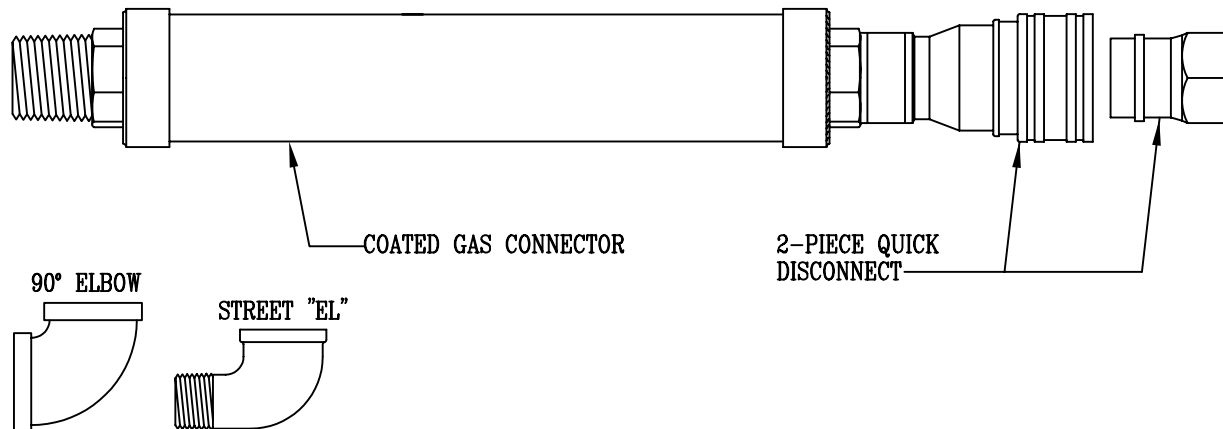 COATED GAS CONNECTOR
2-PIECE QUICK
DISCONNECT
90° ELBOW
STREET "EL"